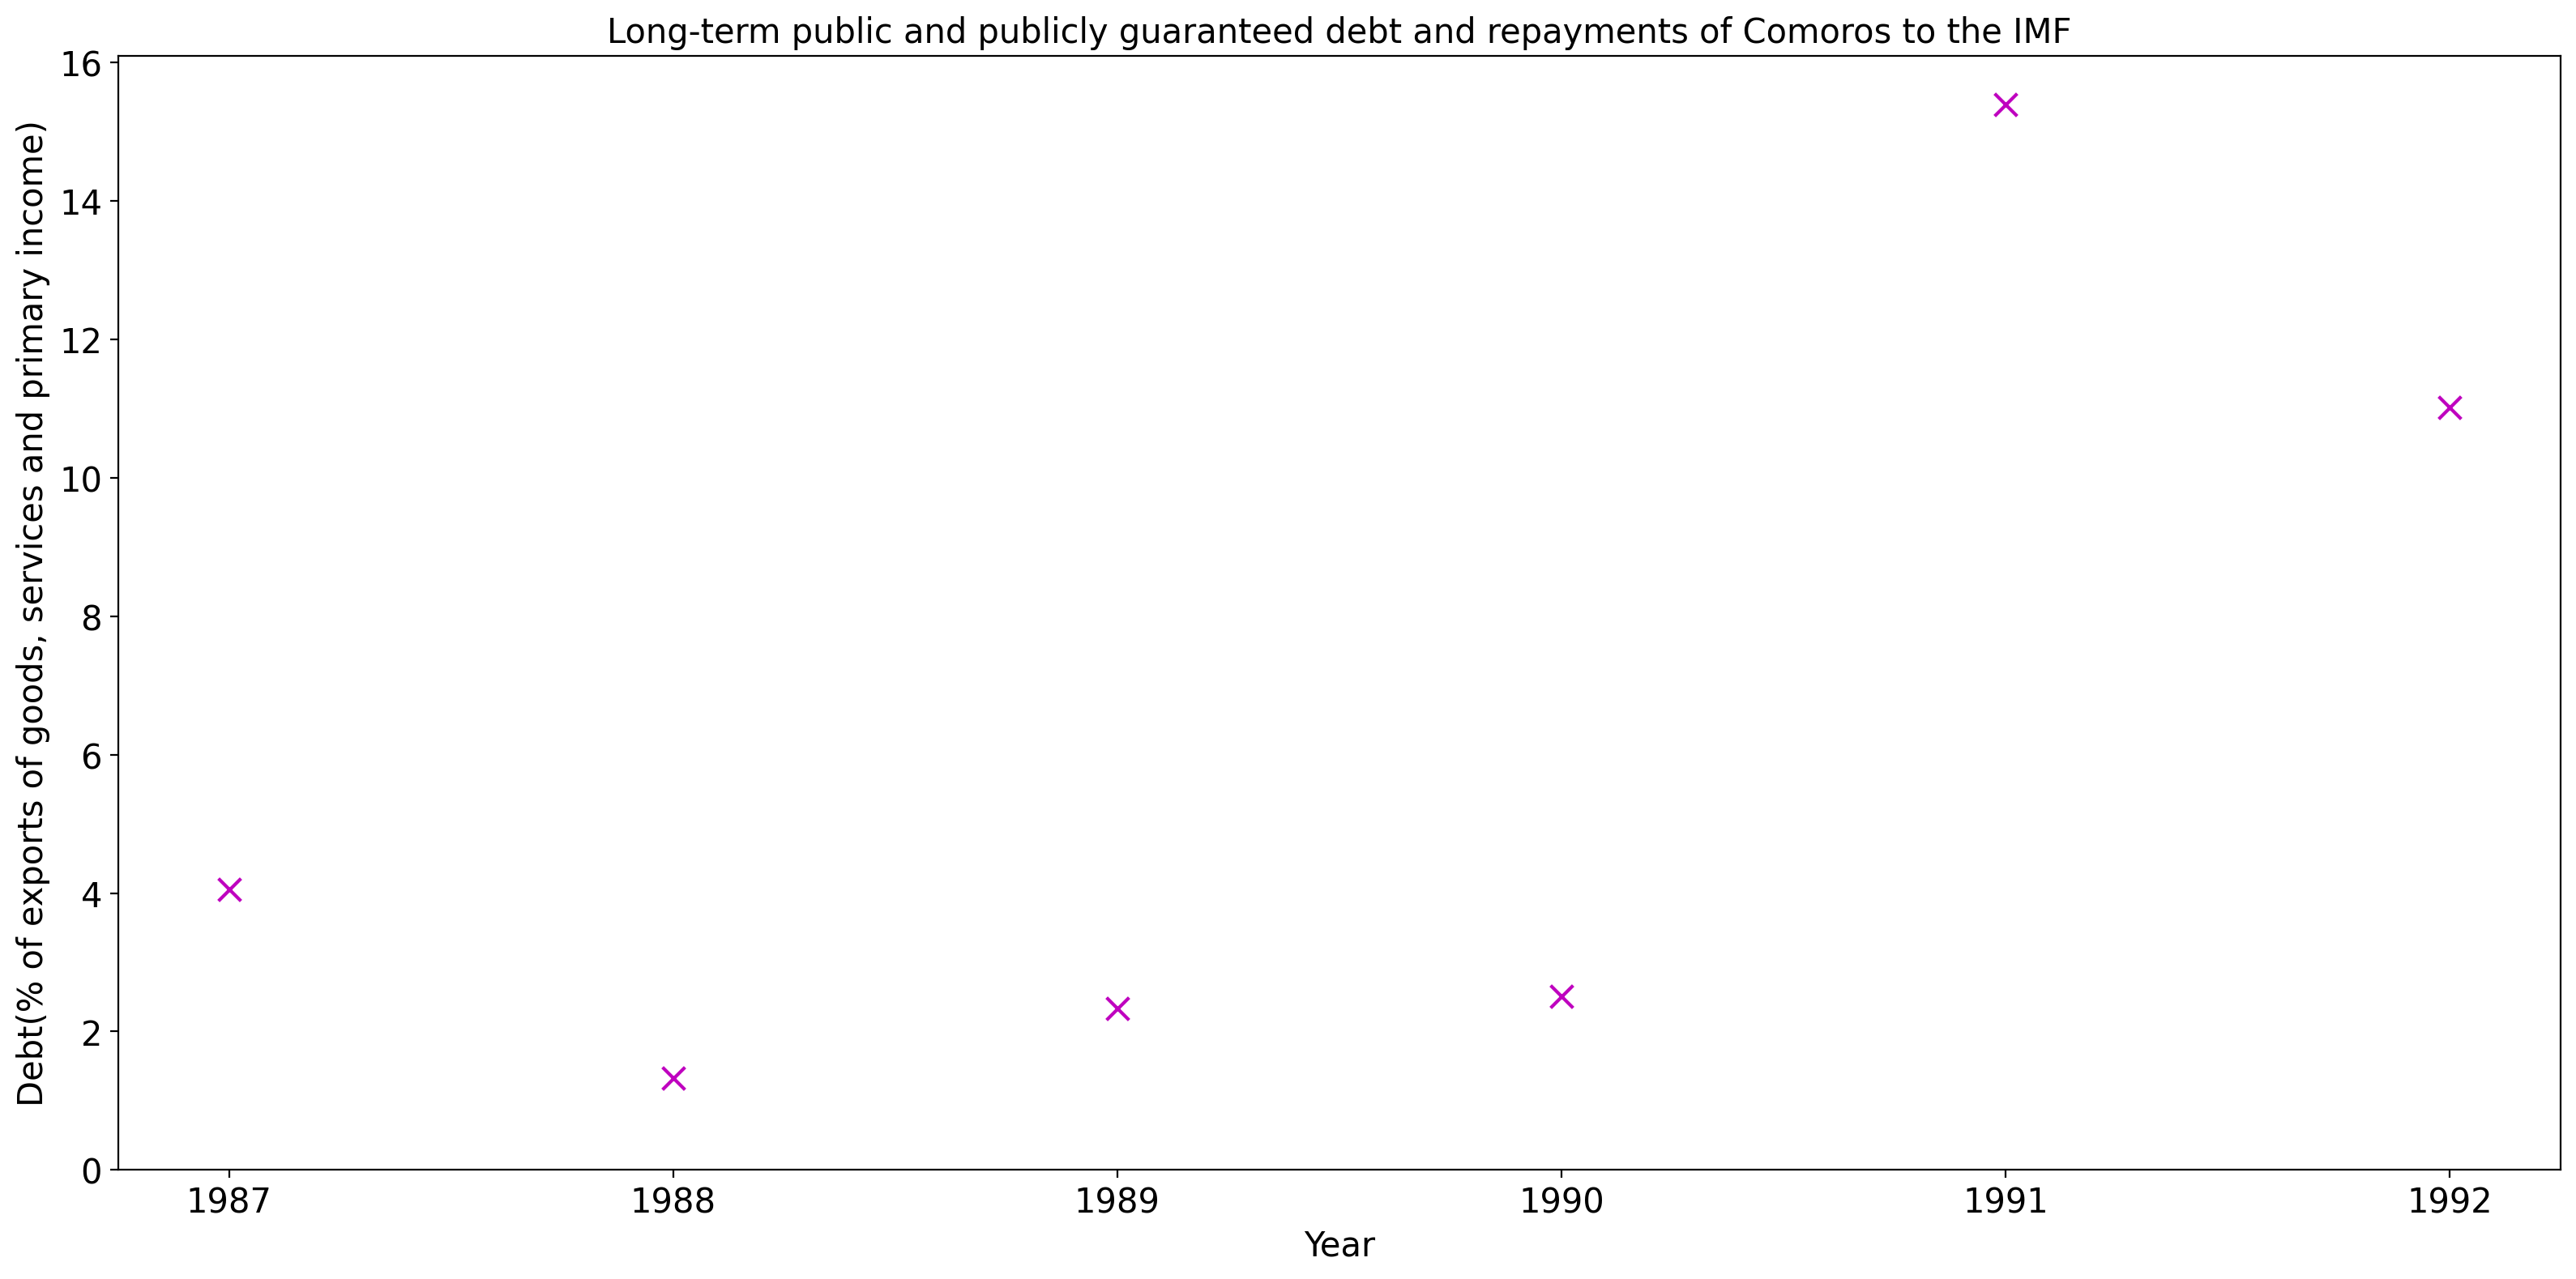 Long-term public and publicly guaranteed debt and repayments of Comoros to the IMF
Debt(% of exports of goods, services and primary income)
16
14
12
10
8
6
4
2
0
1987 1988 1989 1990 1991 1992
Year